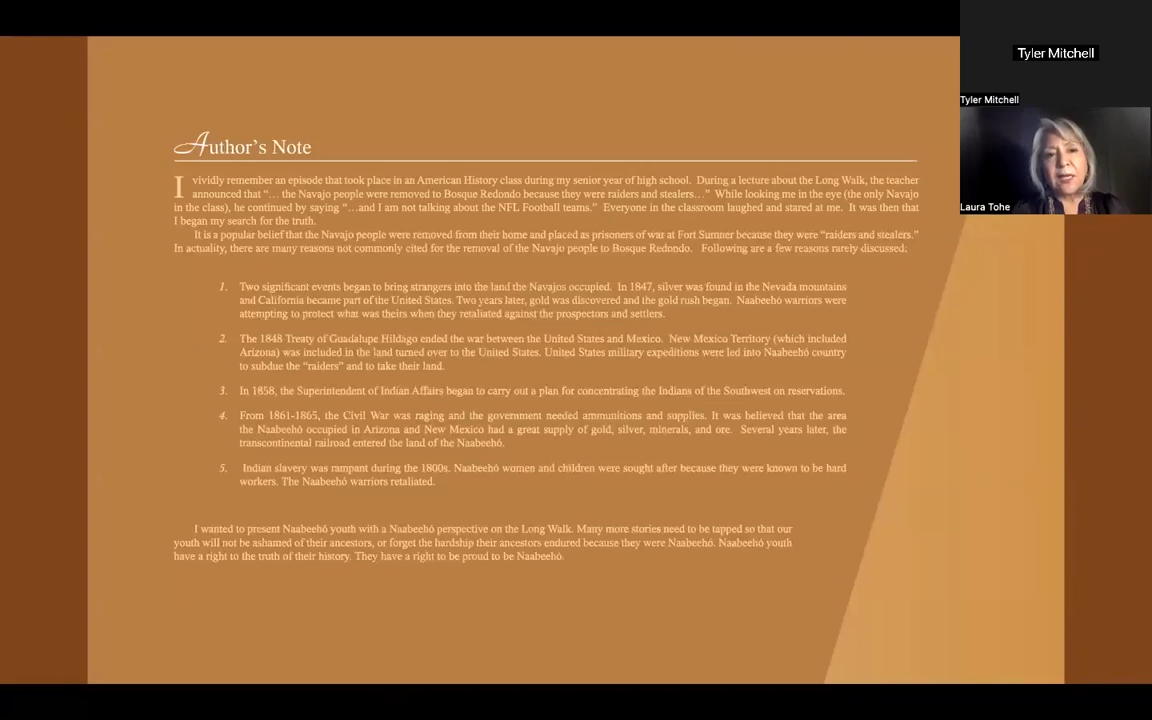 Tyler Mitchell
Tyler Mitchell
Laura Tohe
Author's Note
I vividly remember an episode that took place in an American History class during my senior year of high school. During a lecture about the Long Walk, the teacher
announced that “… the Navajo people were removed to Bosque Redondo because they were raiders and stealers…” While looking me in the eye (the only Navajo
in the class), he continued by saying “…and I am not talking about the NFL Football teams.” Everyone in the classroom laughed and stared at me. It was then that
I began my search for the truth.
It is a popular belief that the Navajo people were removed from their home and placed as prisoners of war at Fort Sumner because they were “raiders and stealers.”
In actuality, there are many reasons not commonly cited for the removal of the Navajo people to Bosque Redondo. Following are a few reasons rarely discussed:
1. Two significant events began to bring strangers into the land the Navajos occupied. In 1847, silver was found in the Nevada mountains
and California became part of the United States. Two years later, gold was discovered and the gold rush began. Naabeehó warriors were
attempting to protect what was theirs when they retaliated against the prospectors and settlers.
2. The 1848 Treaty of Guadalupe Hildago ended the war between the United States and Mexico. New Mexico Territory (which included
Arizona) was included in the land turned over to the United States. United States military expeditions were led into Naabeehó country
to subdue the “raiders” and to take their land.
3. In 1858, the Superintendent of Indian Affairs began to carry out a plan for concentrating the Indians of the Southwest on reservations.
4. From 1861-1865, the Civil War was raging and the government needed ammunitions and supplies. It was believed that the area
the Naabeehó occupied in Arizona and New Mexico had a great supply of gold, silver, minerals, and ore. Several years later, the
transcontinental railroad entered the land of the Naabeehó.
5. Indian slavery was rampant during the 1800s. Naabeehó women and children were sought after because they were known to be hard
workers. The Naabeehó warriors retaliated.
I wanted to present Naabeehó youth with a Naabeehó perspective on the Long Walk. Many more stories need to be tapped so that our
youth will not be ashamed of their ancestors, or forget the hardship their ancestors endured because they were Naabeehó. Naabeehó youth
have a right to the truth of their history. They have a right to be proud to be Naabeehó.